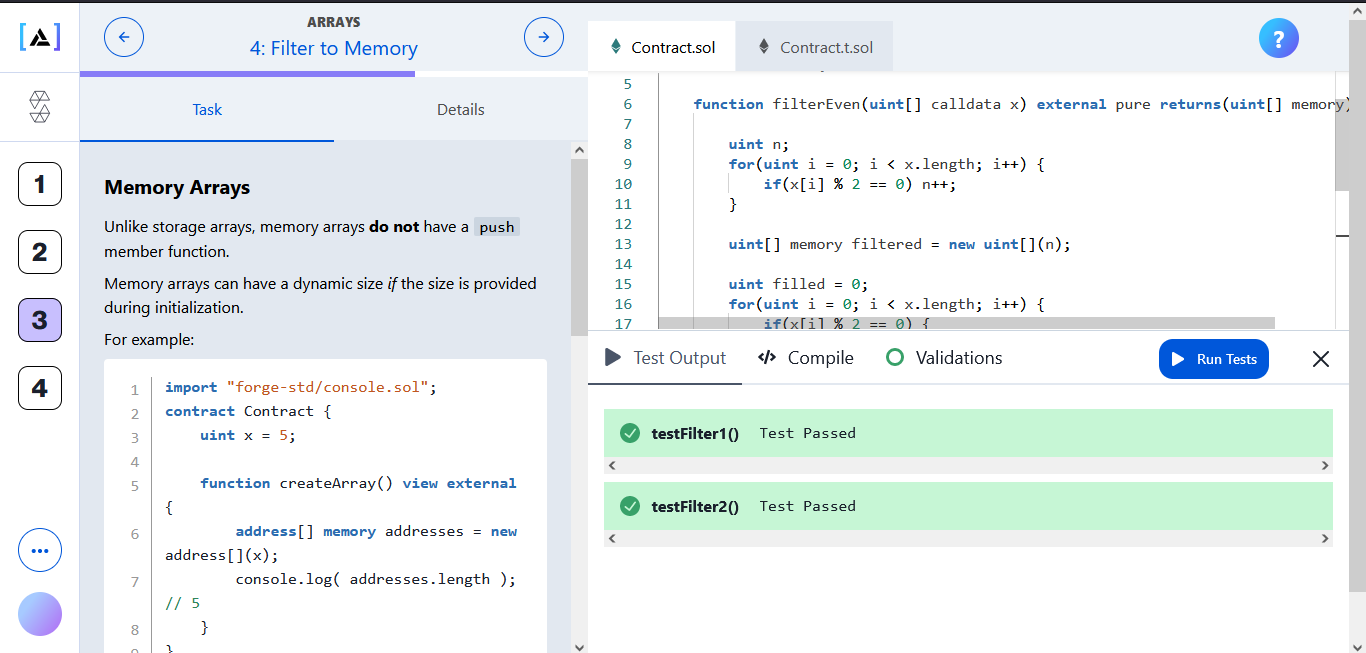 ARRAYS
4: Filter to Memory
Task
Details
1
2
3
4
Memory Arrays
Unlike storage arrays, memory arrays do not have a push
member function.
Memory arrays can have a dynamic size if the size is provided
during initialization.
For example:
1 import "forge-std/console.sol";
2 contract Contract {
3 uint x = 5;
4
5 function createArray() view external
{
6 address[] memory addresses = new
address[](x);
7 console.log( addresses.length );
// 5
8 }
9 }
Contract.sol
Contract.t.sol
?
5
6 function filterEven(uint[] calldata x) external pure returns(uint[] memory)
7
8 uint n;
9 for(uint i = 0; i < x.length; i++) {
10 if(x[i] % 2 == 0) n++;
11 }
12
13 uint[] memory filtered = new uint[](n);
14
15 uint filled = 0;
16 for(uint i = 0; i < x.length; i++) {
17 if(x[i] % 2 == 0) {
Test Output
</> Compile
Validations
Run Tests
testFilter1() Test Passed
testFilter2() Test Passed